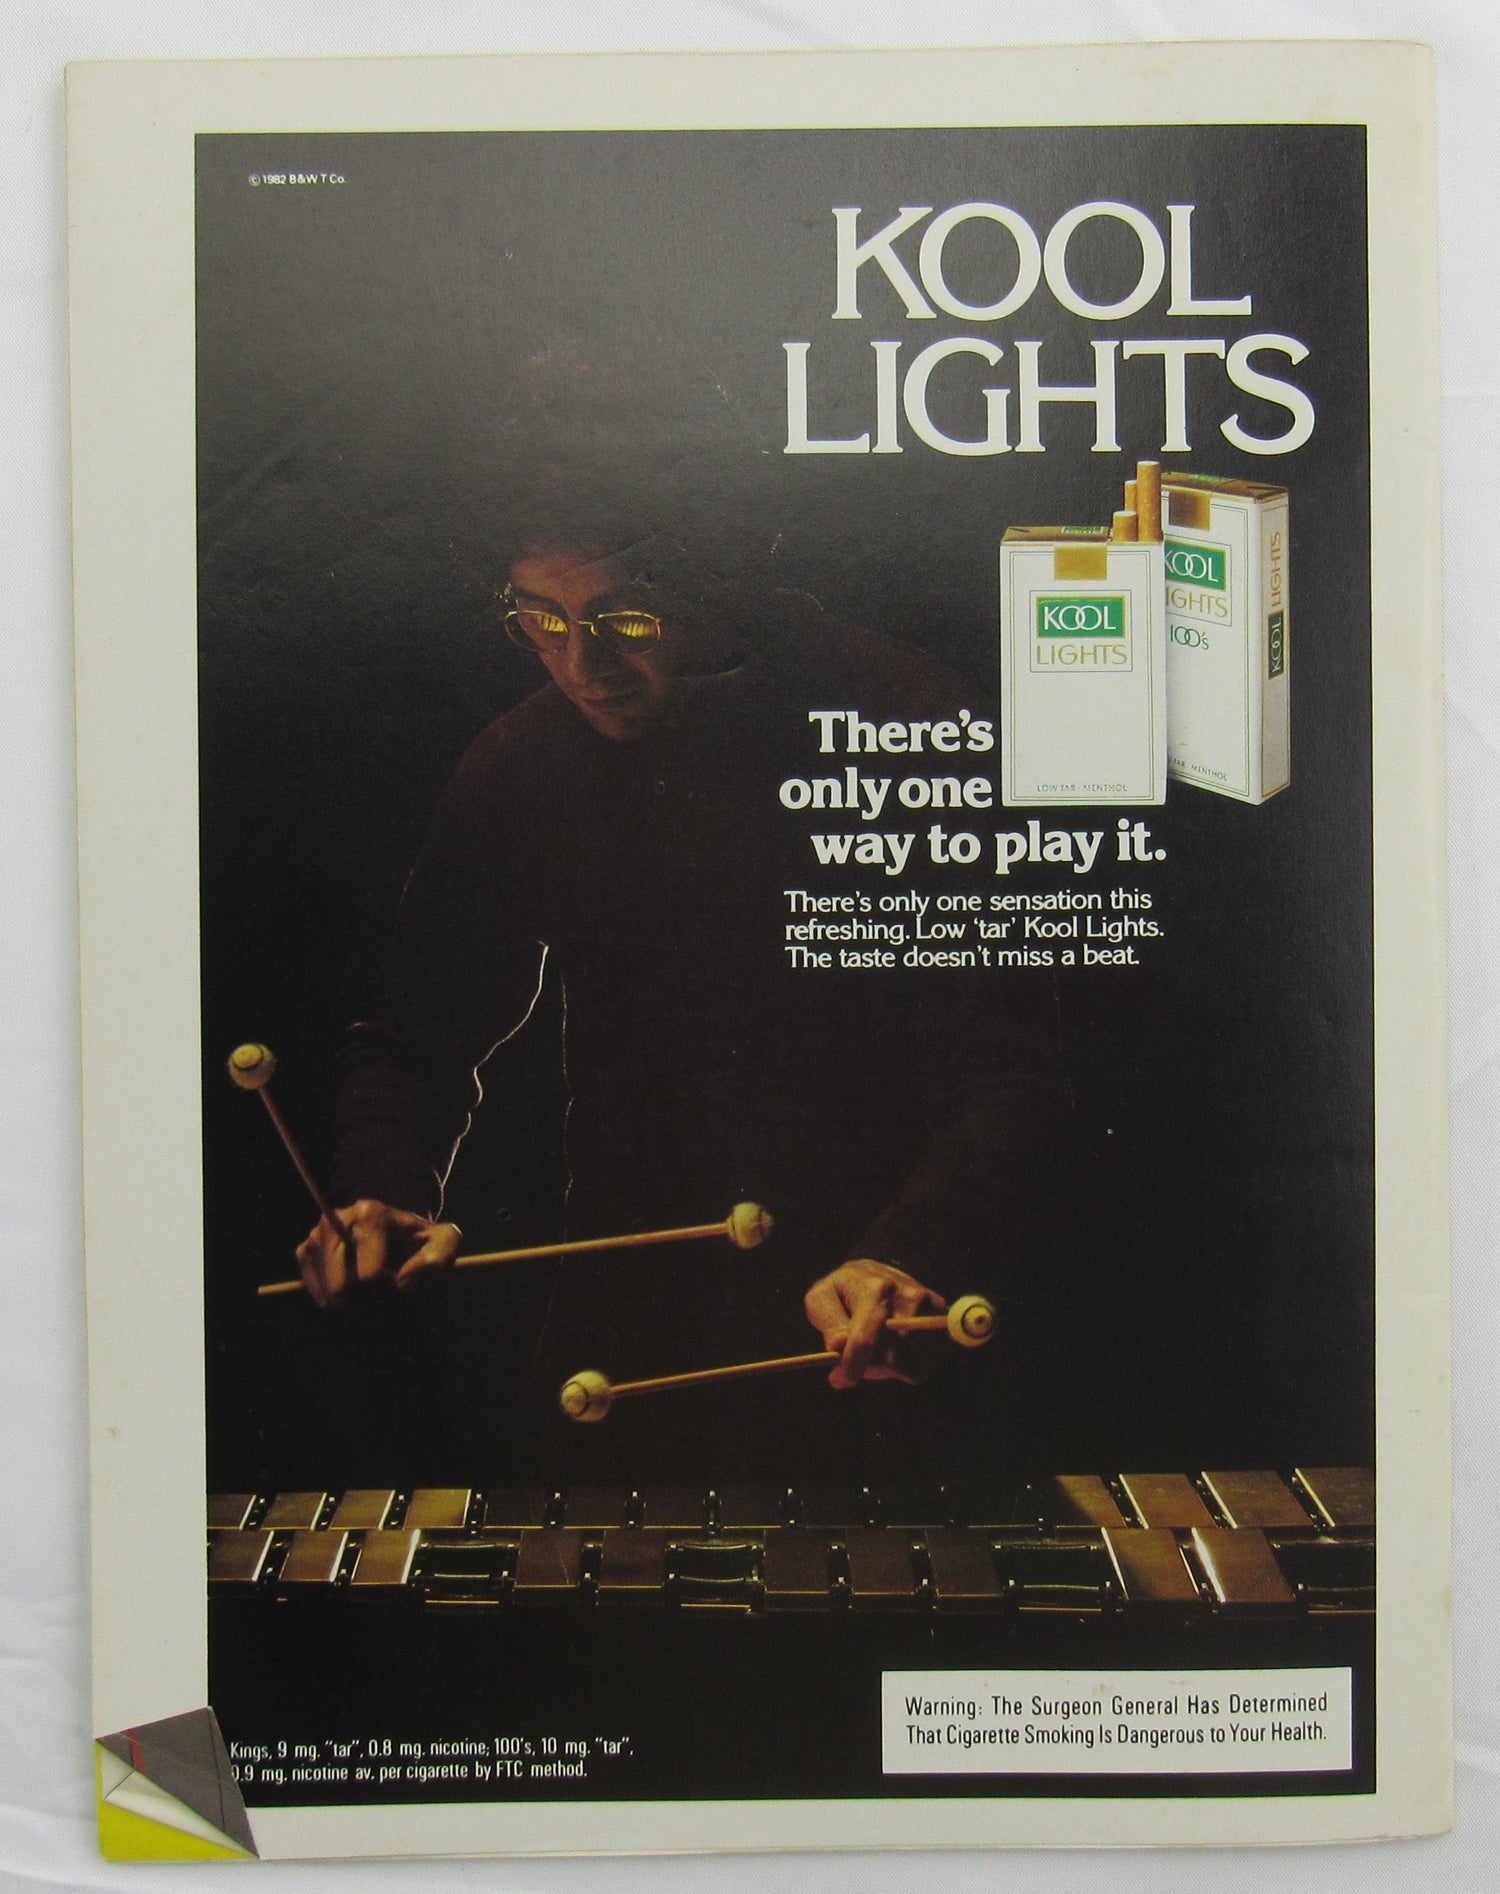 © 1982 B&W T Co.
KOOL
LIGHTS
KOOL
LIGHTS
LOW TAR · MENTHOL
KOOL
LIGHTS
100's
TAR · MENTHOL
KOOL LIGHTS
There's
only one
way to play it.
There's only one sensation this
refreshing. Low 'tar' Kool Lights.
The taste doesn't miss a beat.
Kings, 9 mg. "tar", 0.8 mg. nicotine; 100's, 10 mg. "tar",
0.9 mg. nicotine av. per cigarette by FTC method.
Warning: The Surgeon General Has Determined
That Cigarette Smoking Is Dangerous to Your Health.